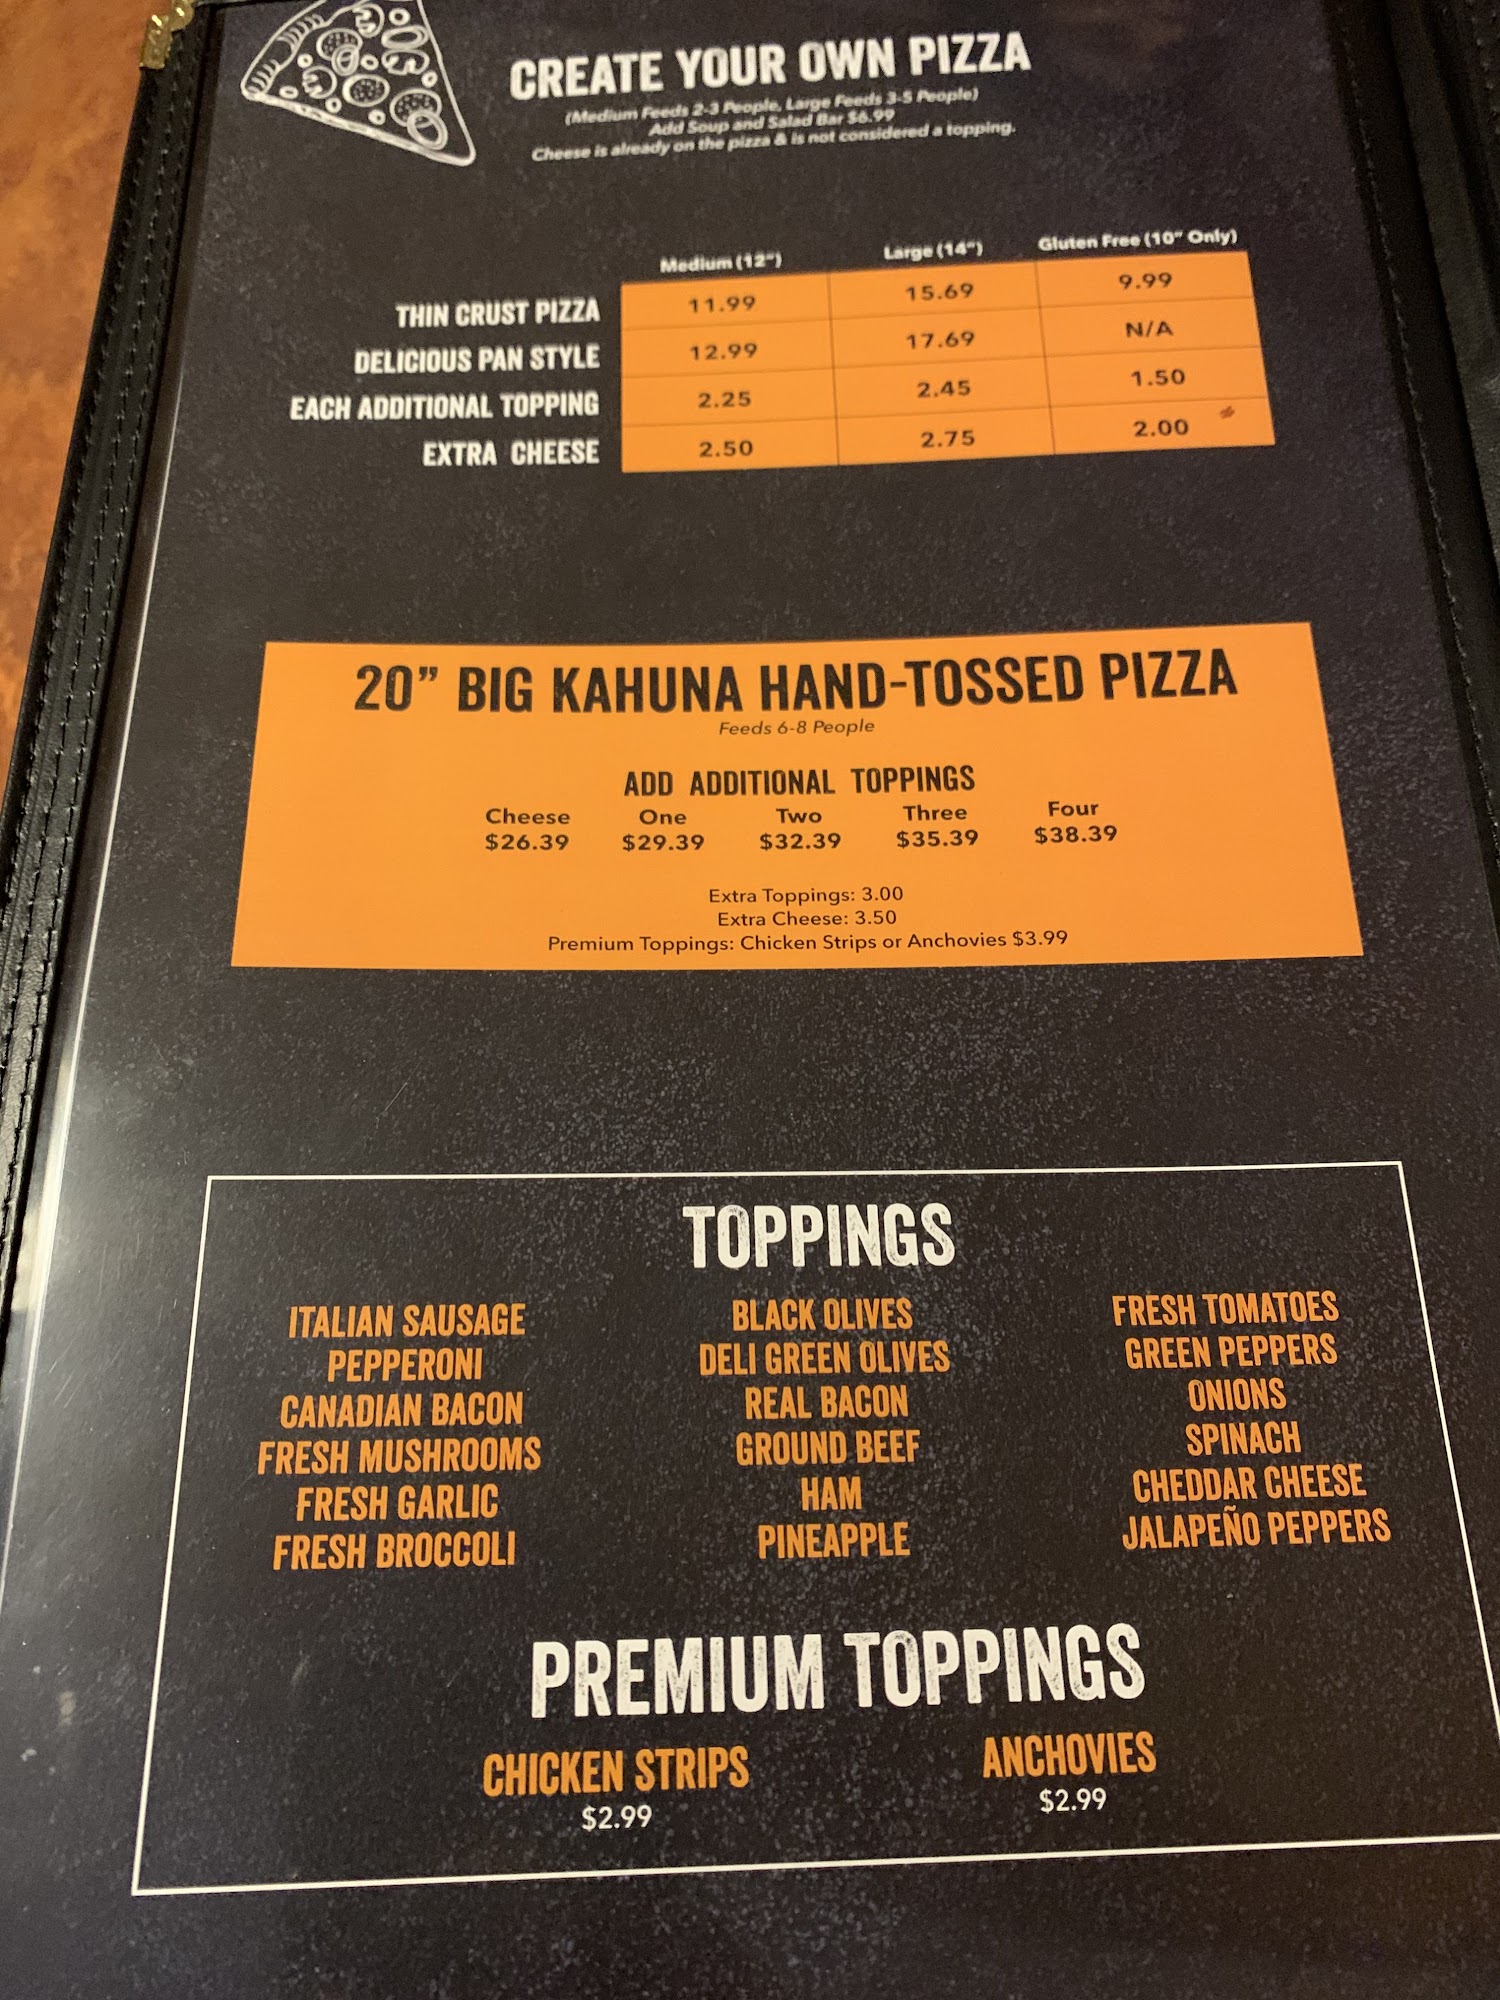 CREATE YOUR OWN PIZZA
(Medium Feeds 2-3 People, Large Feeds 3-5 People)
Add Soup and Salad Bar $6.99
Cheese is already on the pizza & is not considered a topping.
Medium (12") Large (14") Gluten Free (10" Only)
THIN CRUST PIZZA 11.99 15.69 9.99
DELICIOUS PAN STYLE 12.99 17.69 N/A
EACH ADDITIONAL TOPPING 2.25 2.45 1.50
EXTRA CHEESE 2.50 2.75 2.00
20" BIG KAHUNA HAND-TOSSED PIZZA
Feeds 6-8 People
ADD ADDITIONAL TOPPINGS
Cheese One Two Three Four
$26.39 $29.39 $32.39 $35.39 $38.39
Extra Toppings: 3.00
Extra Cheese: 3.50
Premium Toppings: Chicken Strips or Anchovies $3.99
TOPPINGS
ITALIAN SAUSAGE BLACK OLIVES FRESH TOMATOES
PEPPERONI DELI GREEN OLIVES GREEN PEPPERS
CANADIAN BACON REAL BACON ONIONS
FRESH MUSHROOMS GROUND BEEF SPINACH
FRESH GARLIC HAM CHEDDAR CHEESE
FRESH BROCCOLI PINEAPPLE JALAPEÑO PEPPERS
PREMIUM TOPPINGS
CHICKEN STRIPS ANCHOVIES
$2.99 $2.99